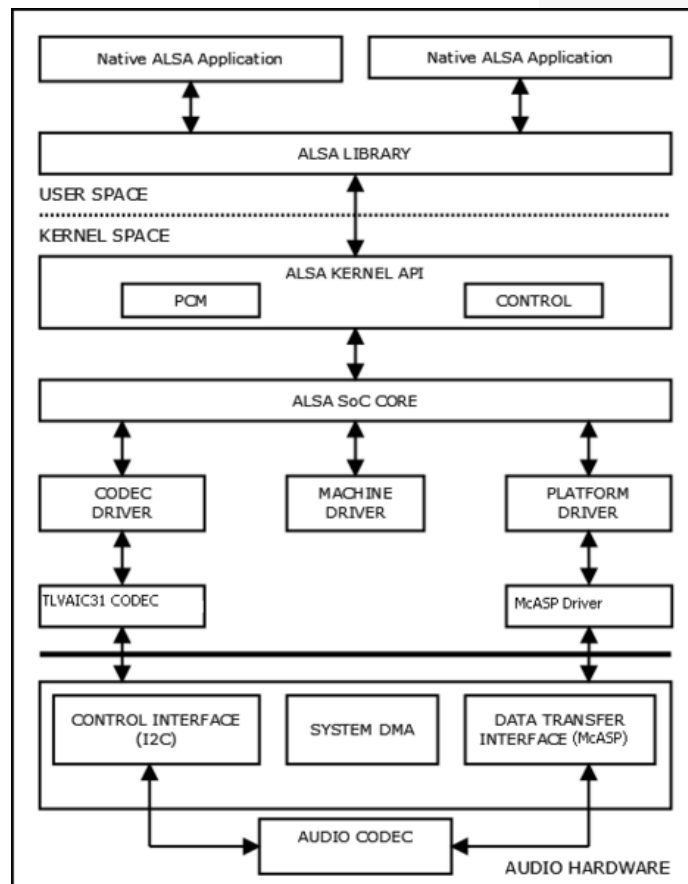 Native ALSA Application
Native ALSA Application
ALSA LIBRARY
USER SPACE
KERNEL SPACE
ALSA KERNEL API
PCM
CONTROL
ALSA SoC CORE
CODEC
DRIVER
MACHINE
DRIVER
PLATFORM
DRIVER
TLVAIC31 CODEC
McASP Driver
CONTROL INTERFACE
(I2C)
SYSTEM DMA
DATA TRANSFER
INTERFACE (McASP)
AUDIO CODEC
AUDIO HARDWARE